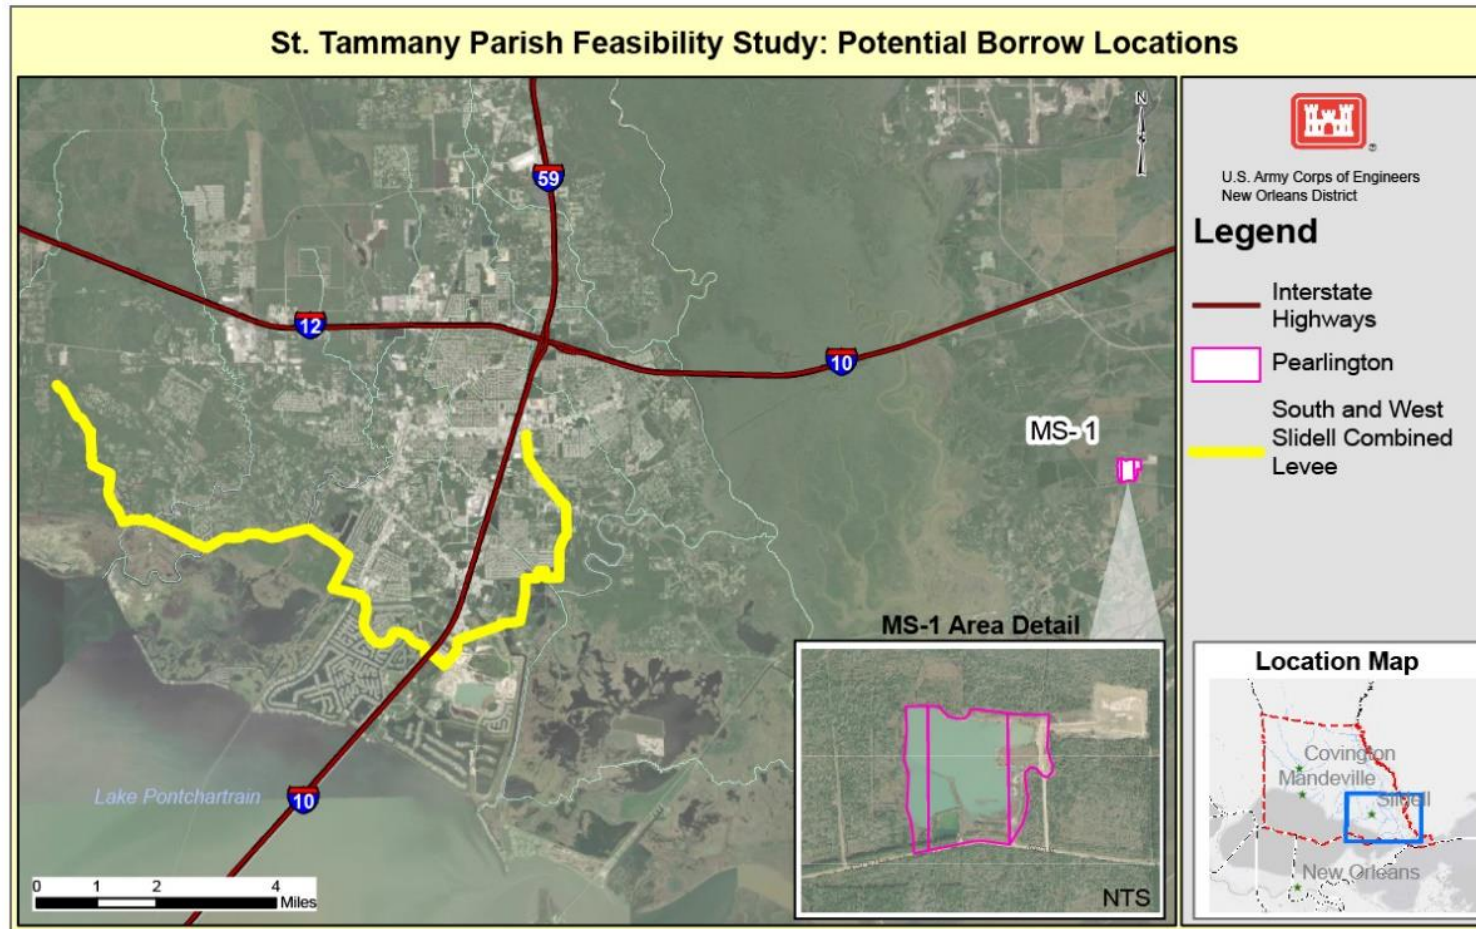 St. Tammany Parish Feasibility Study: Potential Borrow Locations
N
59
12
10
MS-1
MS-1 Area Detail
NTS
Lake Pontchartrain
10
0 1 2 4
Miles
U.S. Army Corps of Engineers
New Orleans District
Legend
Interstate
Highways
Pearlington
South and West
Slidell Combined
Levee
Location Map
Covington
Mandeville
Slidell
New Orleans